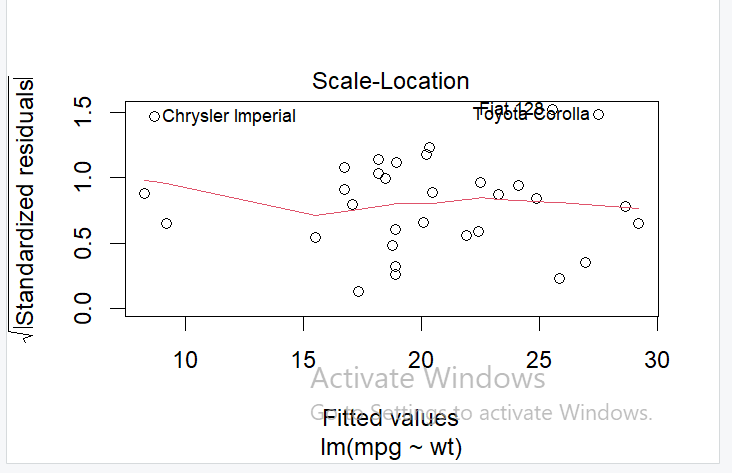 Scale-Location
√|Standardized residuals|
1.5
1.0
0.5
0.0
Chrysler Imperial
Fiat 128
Toyota Corolla
10 15 20 25 30
Activate Windows
Fitted values
Go to Settings to activate Windows.
lm(mpg ~ wt)